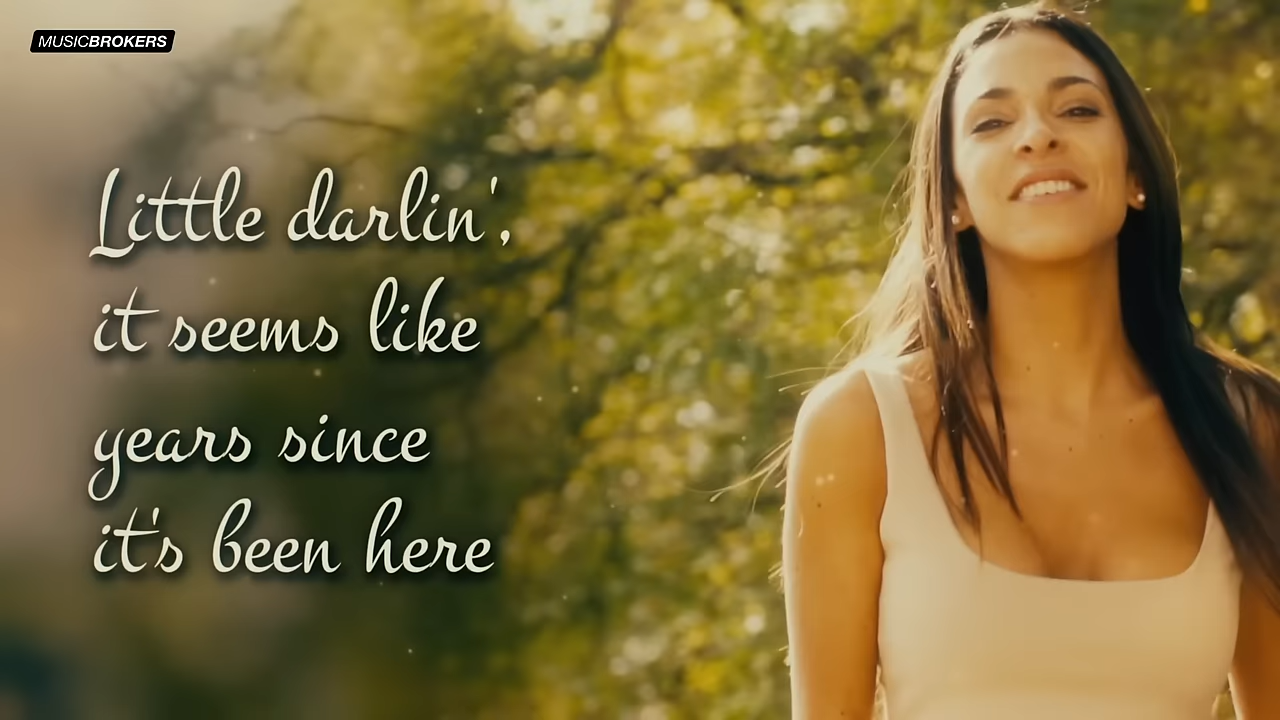 MUSICBROKERS
Little darlin',
it seems like
years since
it's been here